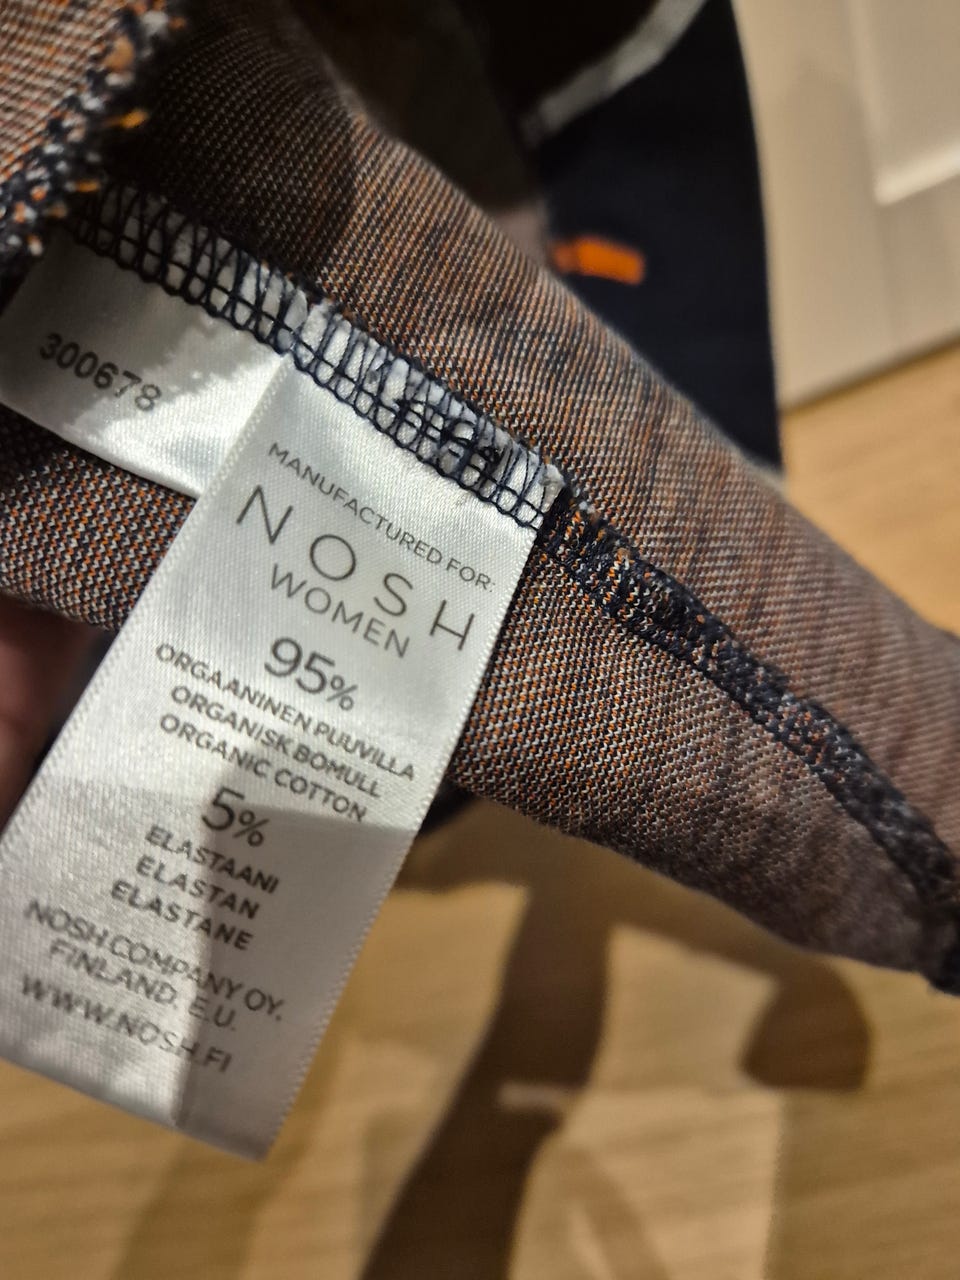 300678
MANUFACTURED FOR:
NOSH
WOMEN
95%
ORGAANINEN PUUVILLA
ORGANISK BOMULL
ORGANIC COTTON
5%
ELASTAANI
ELASTAN
ELASTANE
NOSH COMPANY OY,
FINLAND, E.U.
WWW.NOSH.FI